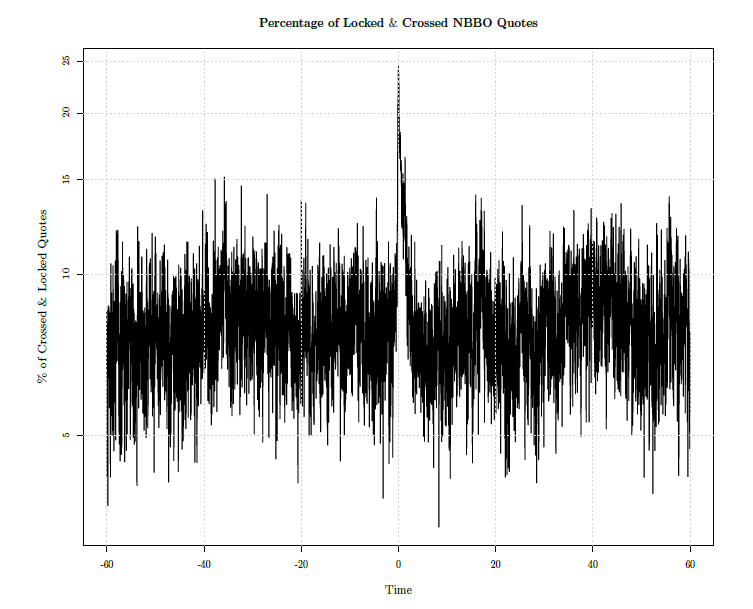 Percentage of Locked & Crossed NBBO Quotes
% of Crossed & Locked Quotes
25
20
15
10
5
-60 -40 -20 0 20 40 60
Time